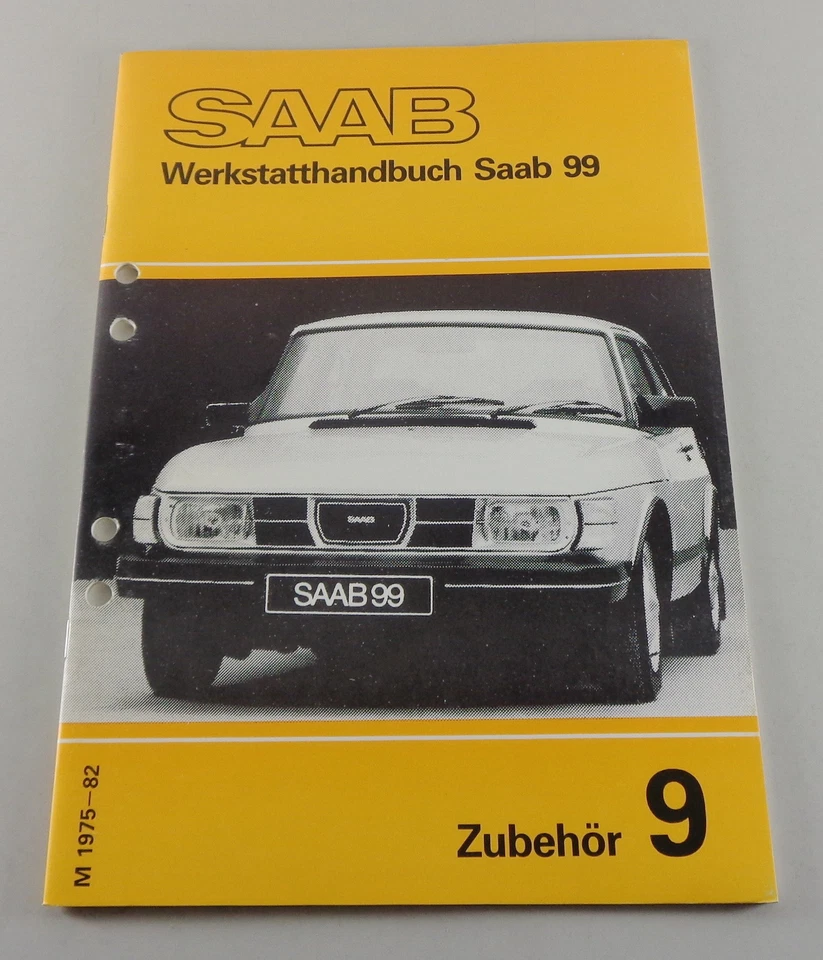 SAAB
Werkstatthandbuch Saab 99
SAAB
SAAB 99
M 1975–82
Zubehör 9